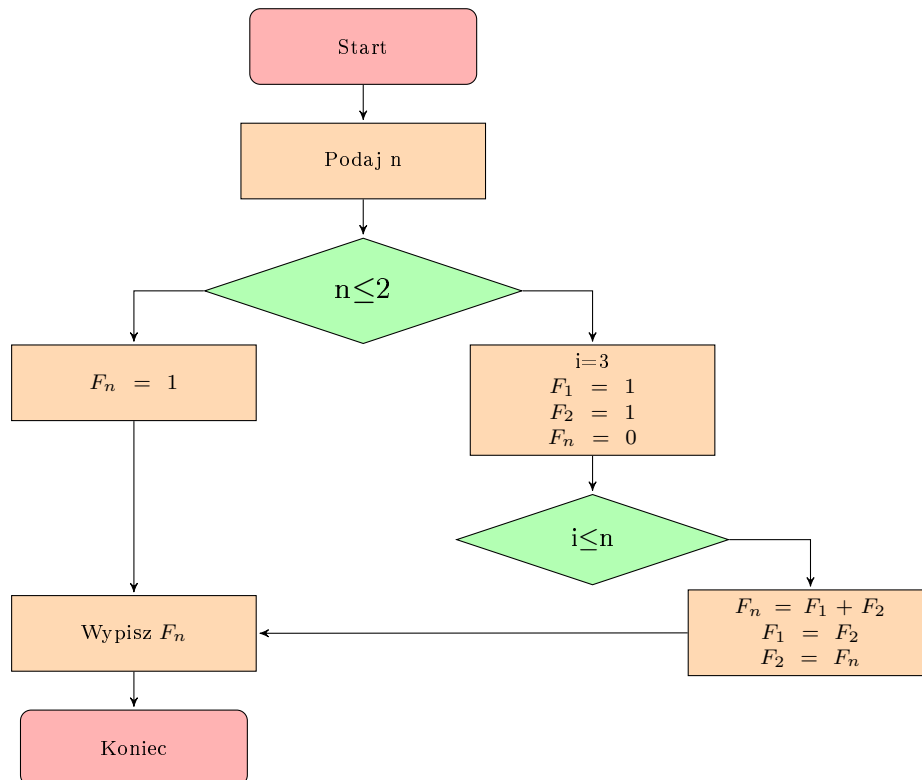 Start
Podaj n
n≤2
F_n = 1
i=3
F_1 = 1
F_2 = 1
F_n = 0
i≤n
F_n = F_1 + F_2
F_1 = F_2
F_2 = F_n
Wypisz F_n
Koniec